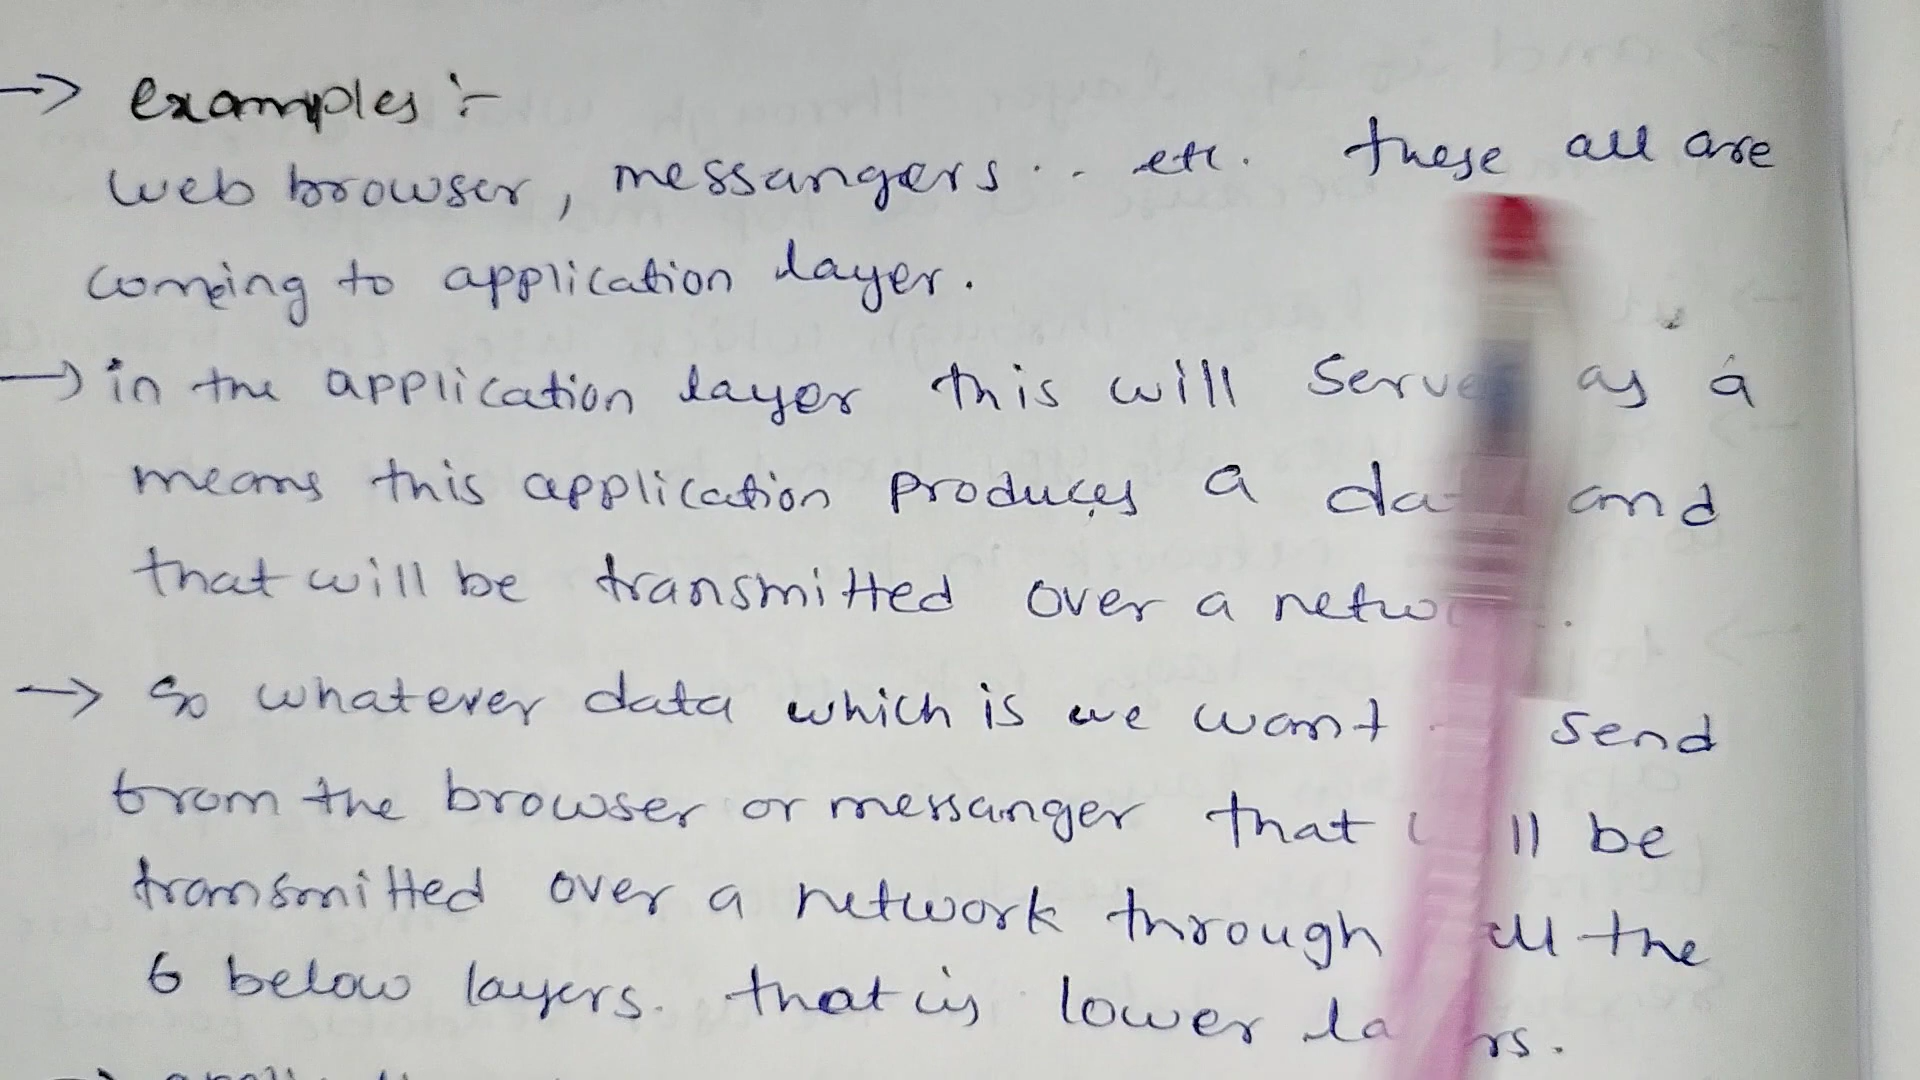 → examples :-
web browser, messangers... etc. these all are
coming to application layer.
→ in the application layer this will serve as a
means this application produces a and
that will be transmitted over a
→ so whatever data which is we want send
from the browser or messanger that be
transmitted over a network through all the
6 below layers. that is lower